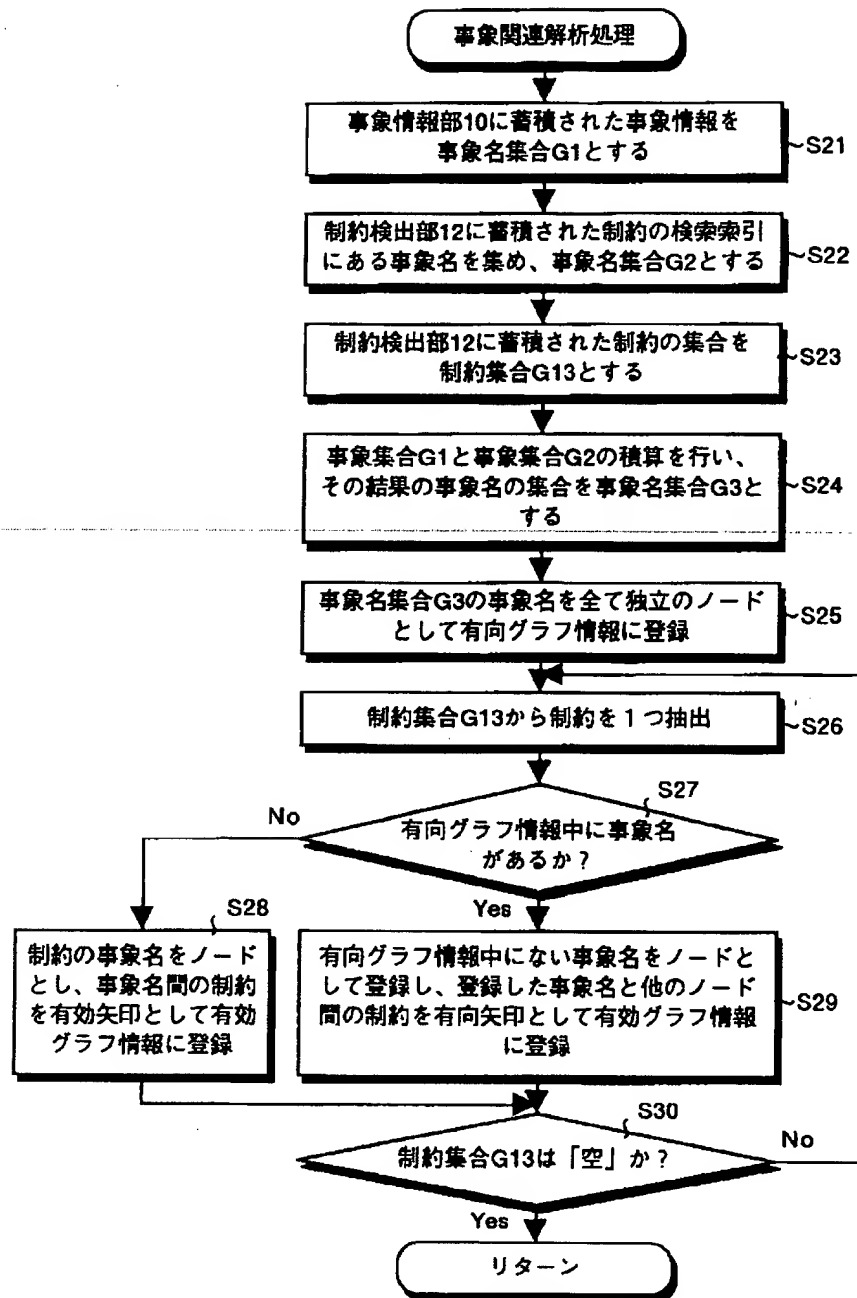 事象関連解析処理
事象情報部10に蓄積された事象情報を
事象名集合G1とする
~S21
制約検出部12に蓄積された制約の検索索引
にある事象名を集め、事象名集合G2とする
~S22
制約検出部12に蓄積された制約の集合を
制約集合G13とする
~S23
事象集合G1と事象集合G2の積算を行い、
その結果の事象名の集合を事象名集合G3と
する
~S24
事象名集合G3の事象名を全て独立のノード
として有向グラフ情報に登録
~S25
制約集合G13から制約を1つ抽出
~S26
S27
有向グラフ情報中に事象名
があるか?
No
Yes
S28
制約の事象名をノード
とし、事象名間の制約
を有効矢印として有効
グラフ情報に登録
有向グラフ情報中にない事象名をノードと
して登録し、登録した事象名と他のノード
間の制約を有向矢印として有効グラフ情報
に登録
~S29
S30
制約集合G13は「空」か?
No
Yes
リターン